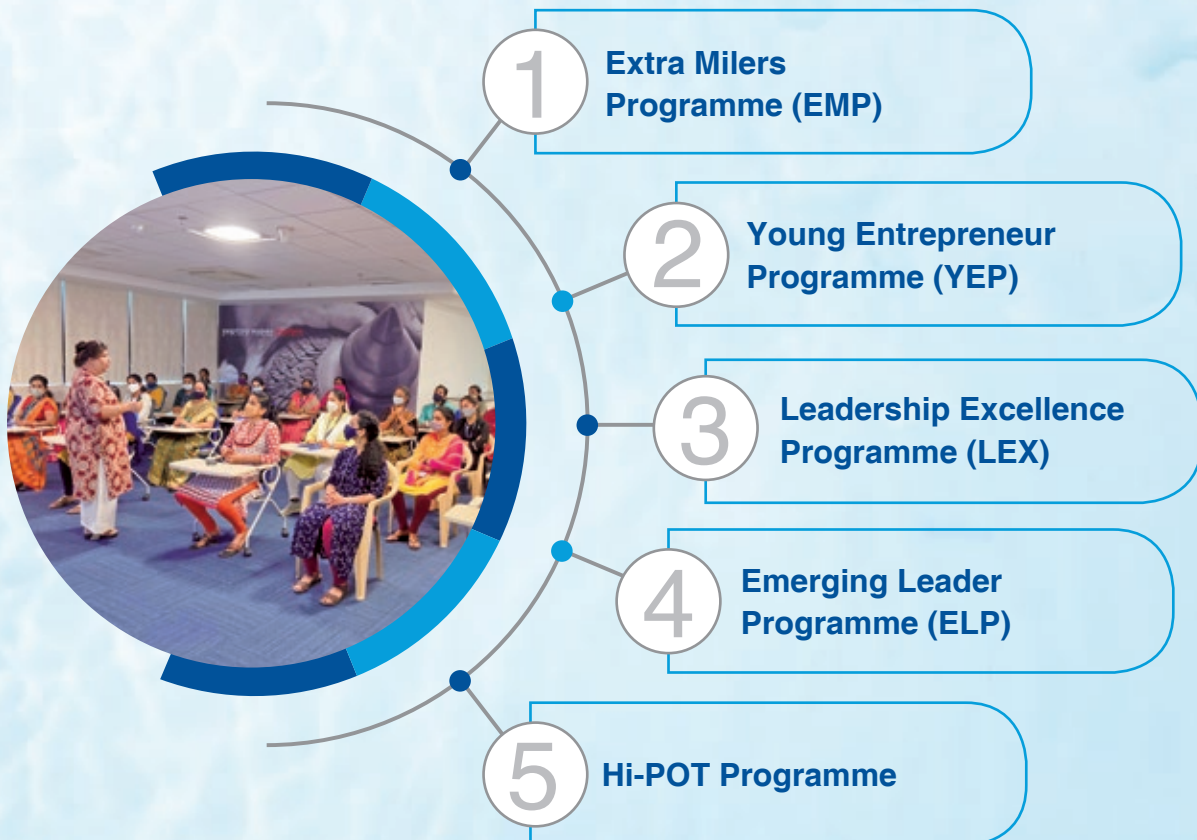 1
Extra Milers
Programme (EMP)
2
Young Entrepreneur
Programme (YEP)
3
Leadership Excellence
Programme (LEX)
4
Emerging Leader
Programme (ELP)
5
Hi-POT Programme